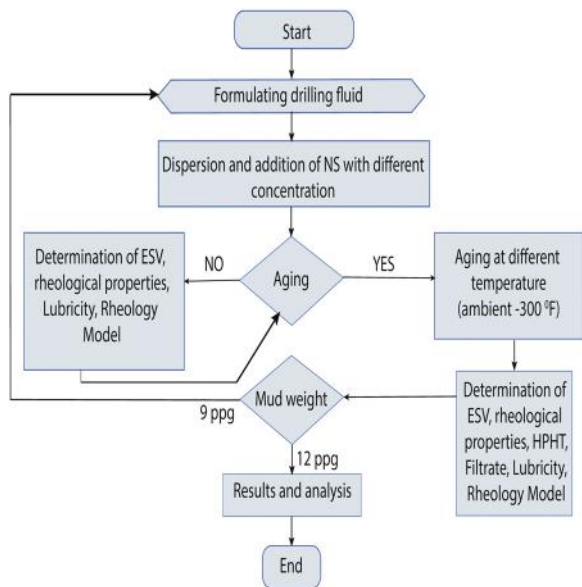 Start
Formulating drilling fluid
Dispersion and addition of NS with different
concentration
Determination of ESV,
rheological properties,
Lubricity, Rheology
Model
NO
Aging
YES
Aging at different
temperature
(ambient -300 ⁰F)
9 ppg
Mud weight
12 ppg
Determination of
ESV, rheological
properties, HPHT,
Filtrate, Lubricity,
Rheology Model
Results and analysis
End